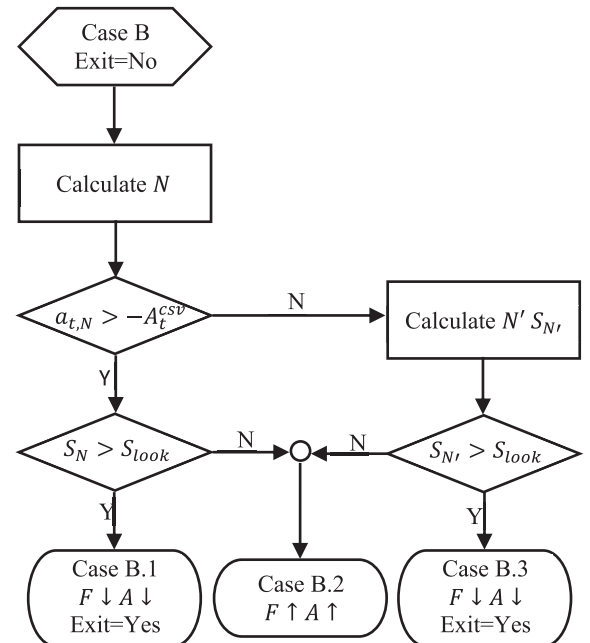 Case B
Exit=No
Calculate N
a_{t,N} > −A_t^{csv}
N
Calculate N′ S_{N′}
Y
S_N > S_{look}
N
N
S_{N′} > S_{look}
Y
Y
Case B.1
F ↓ A ↓
Exit=Yes
Case B.2
F ↑ A ↑
Case B.3
F ↓ A ↓
Exit=Yes